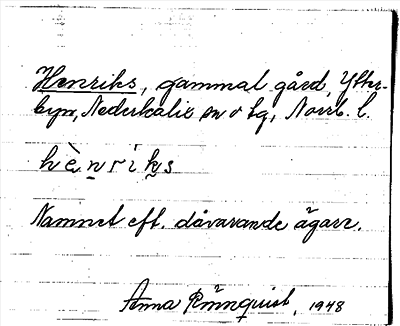 Henriks, gammal gård, Ytter-
byn, Nederkalix sn o tg, Norrb. l.
hènriks
Namnet eft. dåvarande ägare.
Anna Rönnquist, 1948